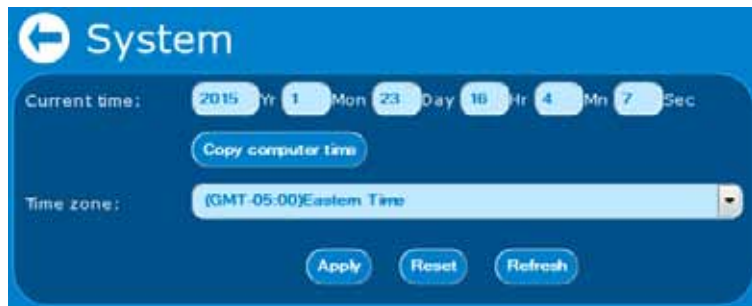 System
Current time: 2015 Yr 1 Mon 23 Day 16 Hr 4 Mn 7 Sec
Copy computer time
Time zone: (GMT-05:00)Eastern Time
Apply Reset Refresh